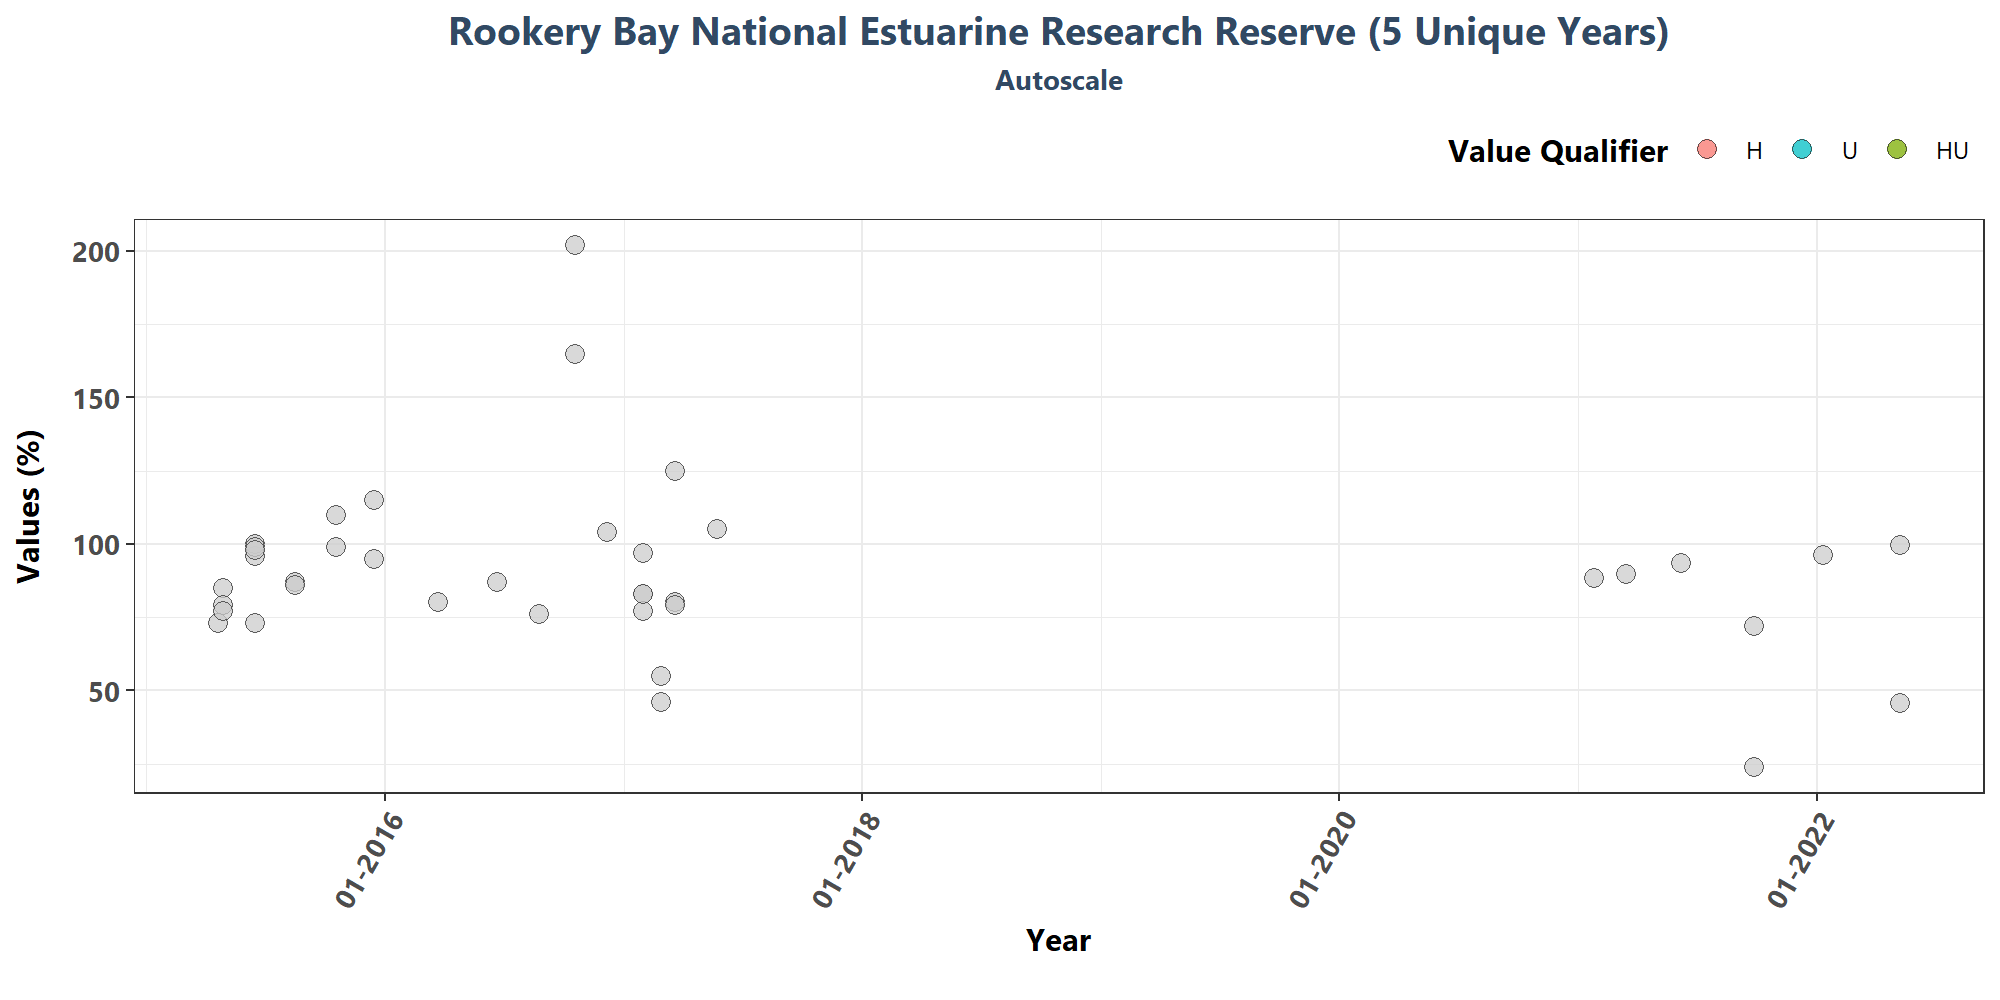 Rookery Bay National Estuarine Research Reserve (5 Unique Years)
Autoscale
Value Qualifier H U HU
200
150
100
50
Values (%)
01-2016 01-2018 01-2020 01-2022
Year